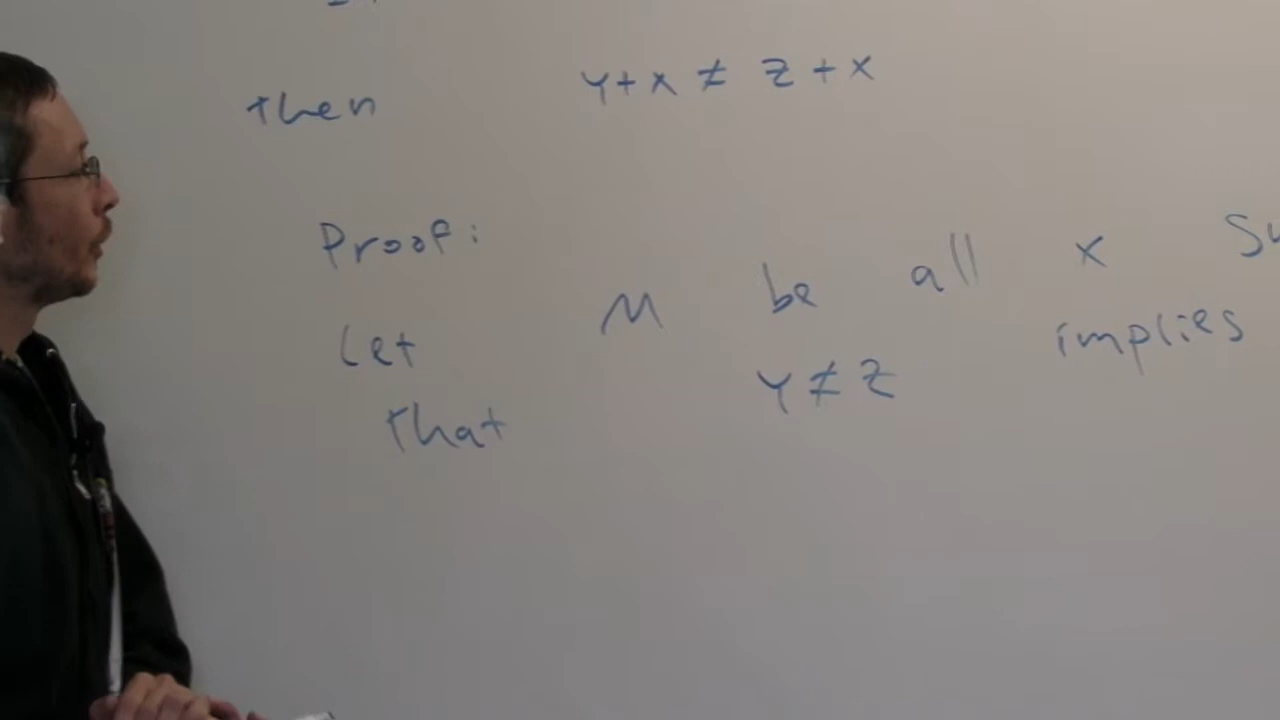 then Y+x ≠ Z+x
Proof:
Let M be all x
that Y≠Z implies